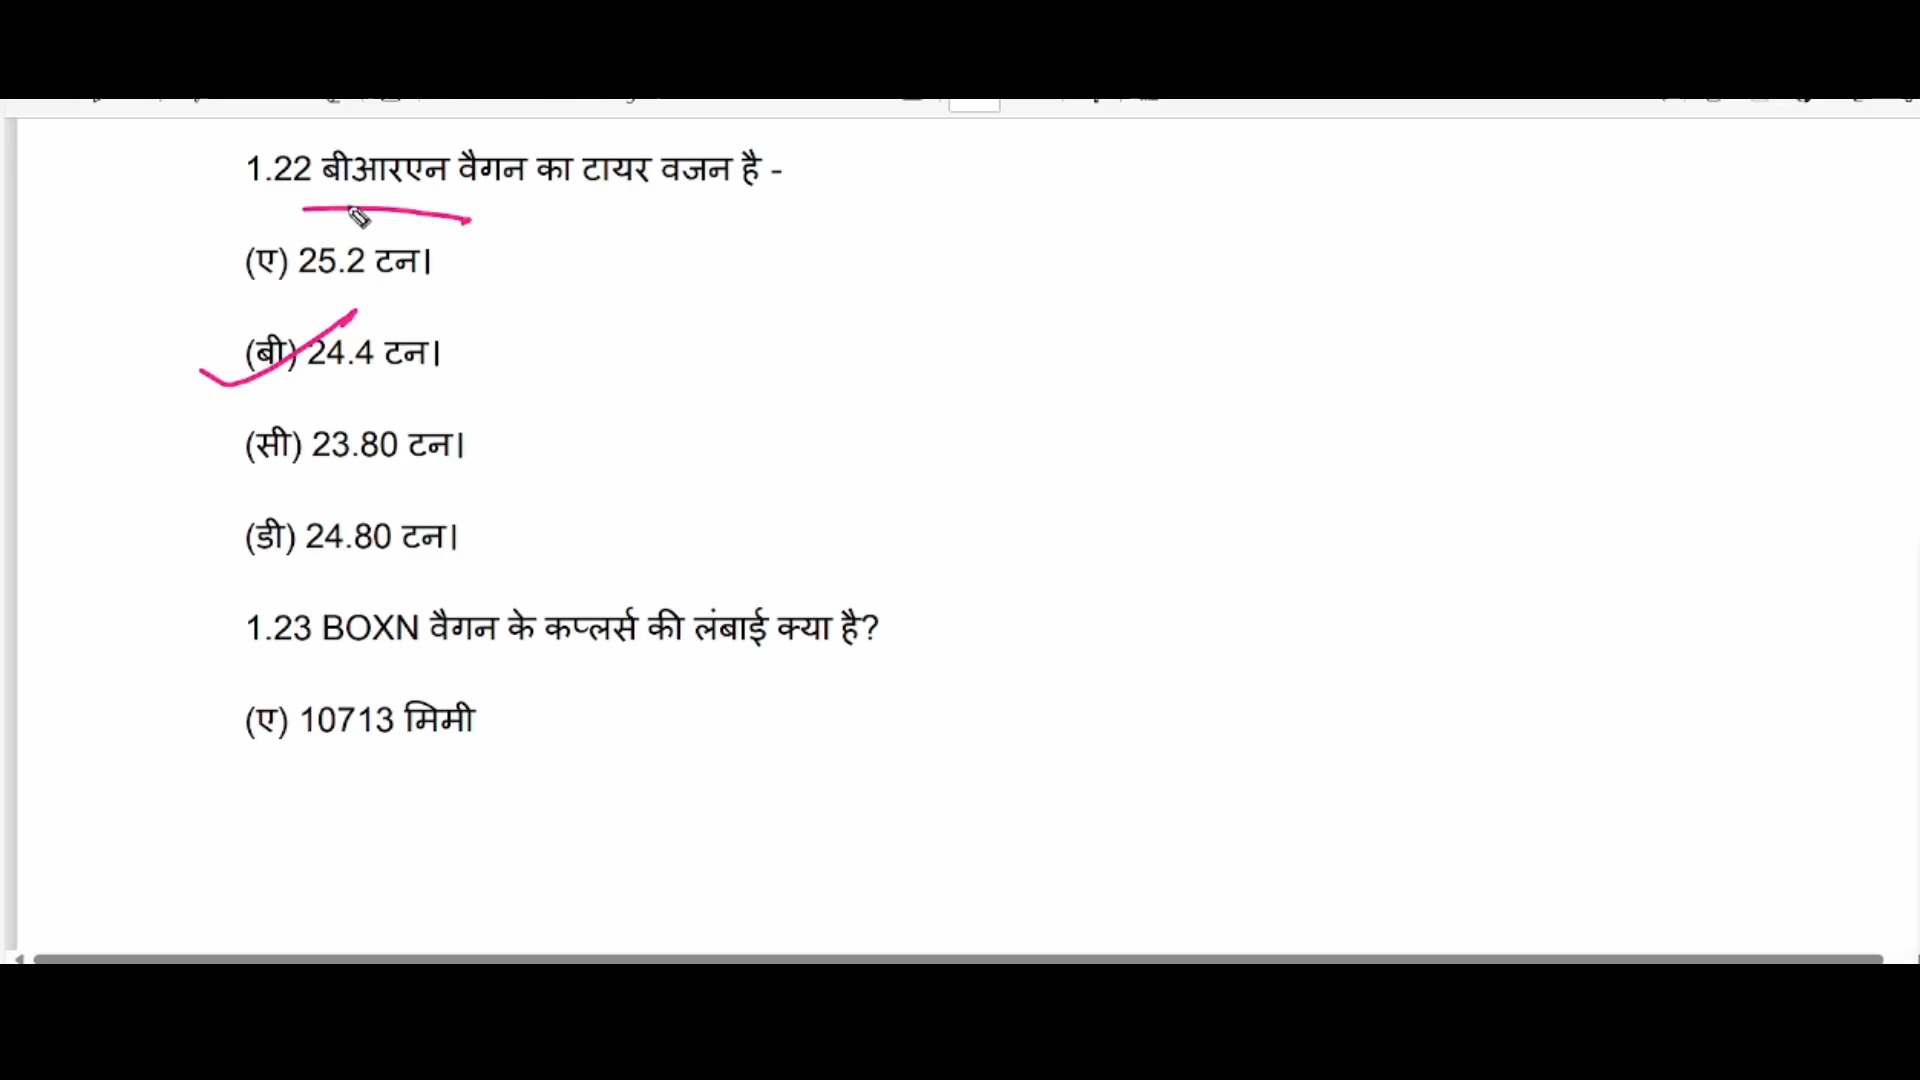 1.22 बीआरएन वैगन का टायर वजन है -
(ए) 25.2 टन।
(बी) 24.4 टन।
(सी) 23.80 टन।
(डी) 24.80 टन।
1.23 BOXN वैगन के कप्लर्स की लंबाई क्या है?
(ए) 10713 मिमी